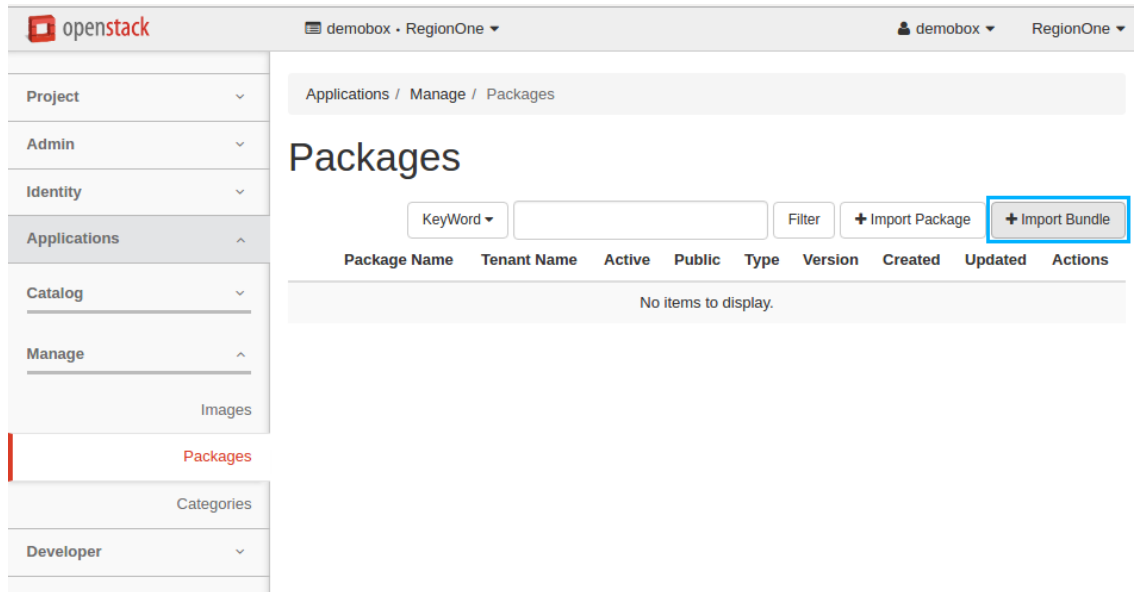 openstack
demobox • RegionOne
demobox
RegionOne
Project
Admin
Identity
Applications
Catalog
Manage
Images
Packages
Categories
Developer
Applications / Manage / Packages
Packages
KeyWord Filter + Import Package + Import Bundle
Package Name Tenant Name Active Public Type Version Created Updated Actions
No items to display.